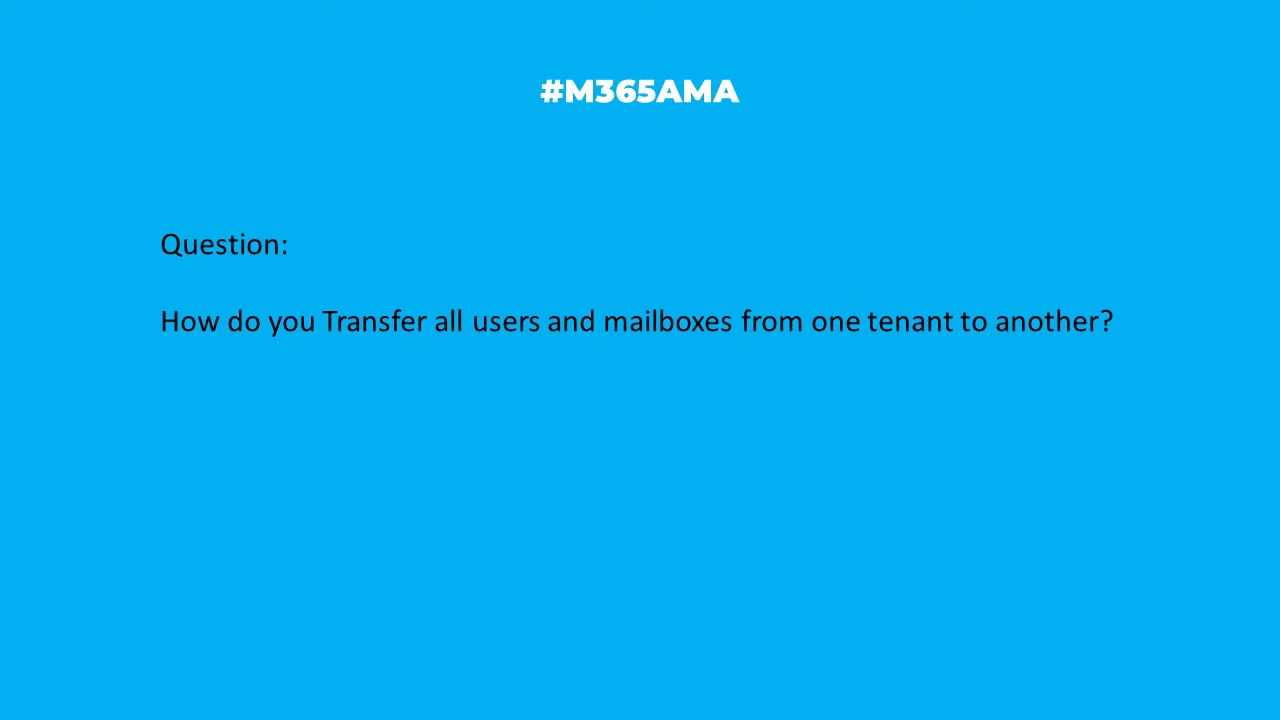 #M365AMA
Question:
How do you Transfer all users and mailboxes from one tenant to another?